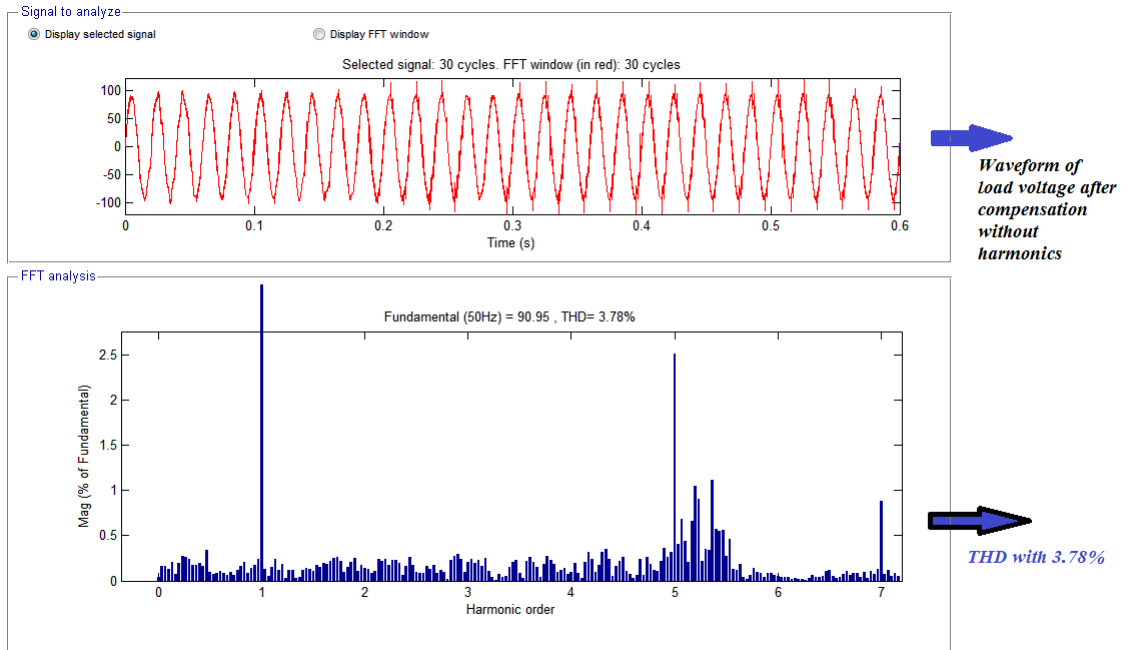 Signal to analyze
Display selected signal
Display FFT window
Selected signal: 30 cycles. FFT window (in red): 30 cycles
100
50
0
-50
-100
0
0.1
0.2
0.3
0.4
0.5
0.6
Time (s)
Waveform of
load voltage after
compensation
without
harmonics
FFT analysis
Fundamental (50Hz) = 90.95 , THD= 3.78%
2.5
2
1.5
1
0.5
0
Mag (% of Fundamental)
0
1
2
3
4
5
6
7
Harmonic order
THD with 3.78%